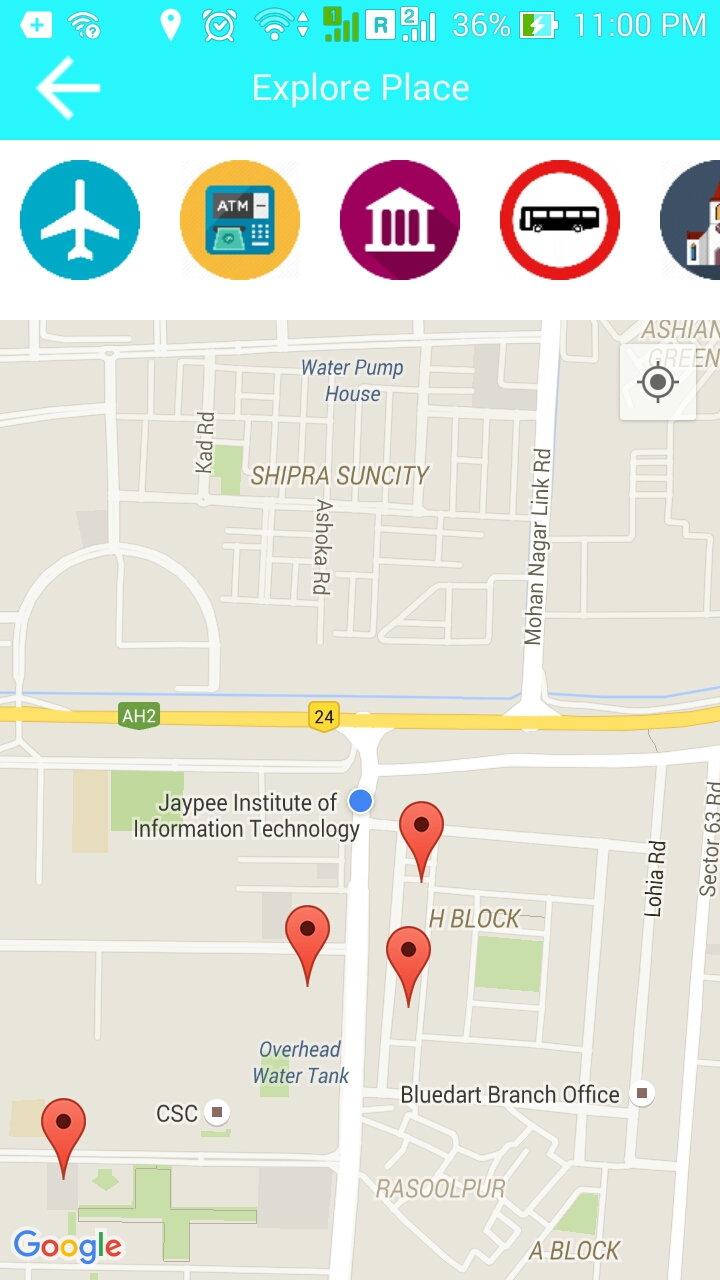 1 R 2 36% 11:00 PM
Explore Place
ATM
ASHIAN
GREEN
Water Pump
House
Kad Rd
SHIPRA SUNCITY
Ashoka Rd
Mohan Nagar Link Rd
AH2
24
Jaypee Institute of
Information Technology
Sector 63 Rd
Lohia Rd
H BLOCK
Overhead
Water Tank
Bluedart Branch Office
CSC
RASOOLPUR
Google
A BLOCK